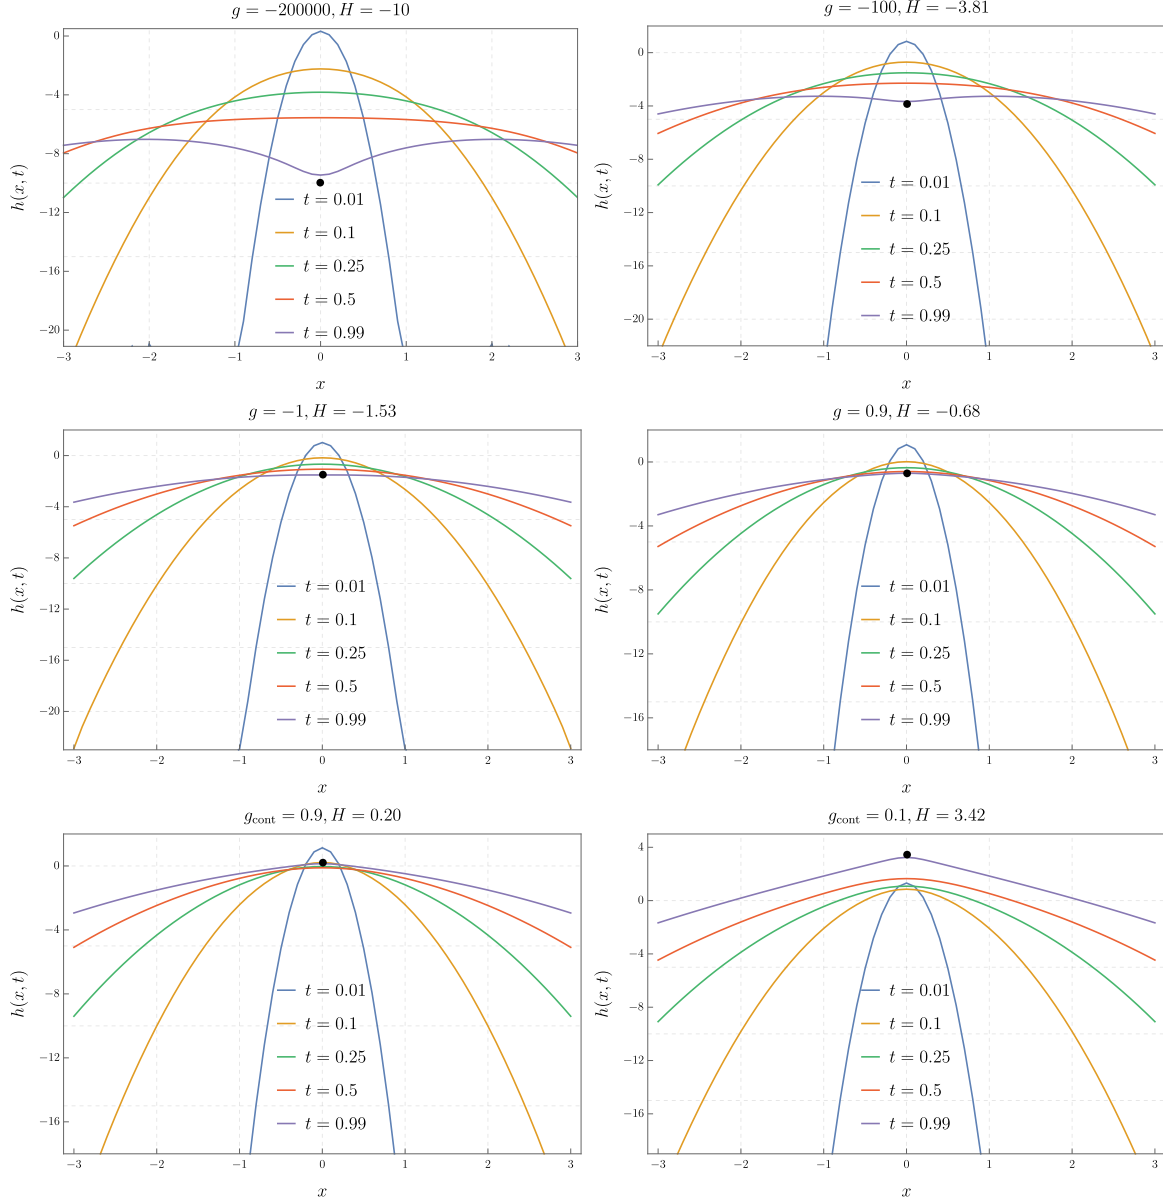 g = −200000, H = −10
0
−4
−8
−12
−16
−20
h(x, t)
t = 0.01
t = 0.1
t = 0.25
t = 0.5
t = 0.99
−3
−2
−1
0
1
2
3
x
g = −100, H = −3.81
0
−4
−8
−12
−16
−20
h(x, t)
t = 0.01
t = 0.1
t = 0.25
t = 0.5
t = 0.99
−3
−2
−1
0
1
2
3
x
g = −1, H = −1.53
0
−4
−8
−12
−16
−20
h(x, t)
t = 0.01
t = 0.1
t = 0.25
t = 0.5
t = 0.99
−3
−2
−1
0
1
2
3
x
g = 0.9, H = −0.68
0
−4
−8
−12
−16
h(x, t)
t = 0.01
t = 0.1
t = 0.25
t = 0.5
t = 0.99
−3
−2
−1
0
1
2
3
x
g_cont = 0.9, H = 0.20
0
−4
−8
−12
−16
h(x, t)
t = 0.01
t = 0.1
t = 0.25
t = 0.5
t = 0.99
−3
−2
−1
0
1
2
3
x
g_cont = 0.1, H = 3.42
4
0
−4
−8
−12
−16
h(x, t)
t = 0.01
t = 0.1
t = 0.25
t = 0.5
t = 0.99
−3
−2
−1
0
1
2
3
x